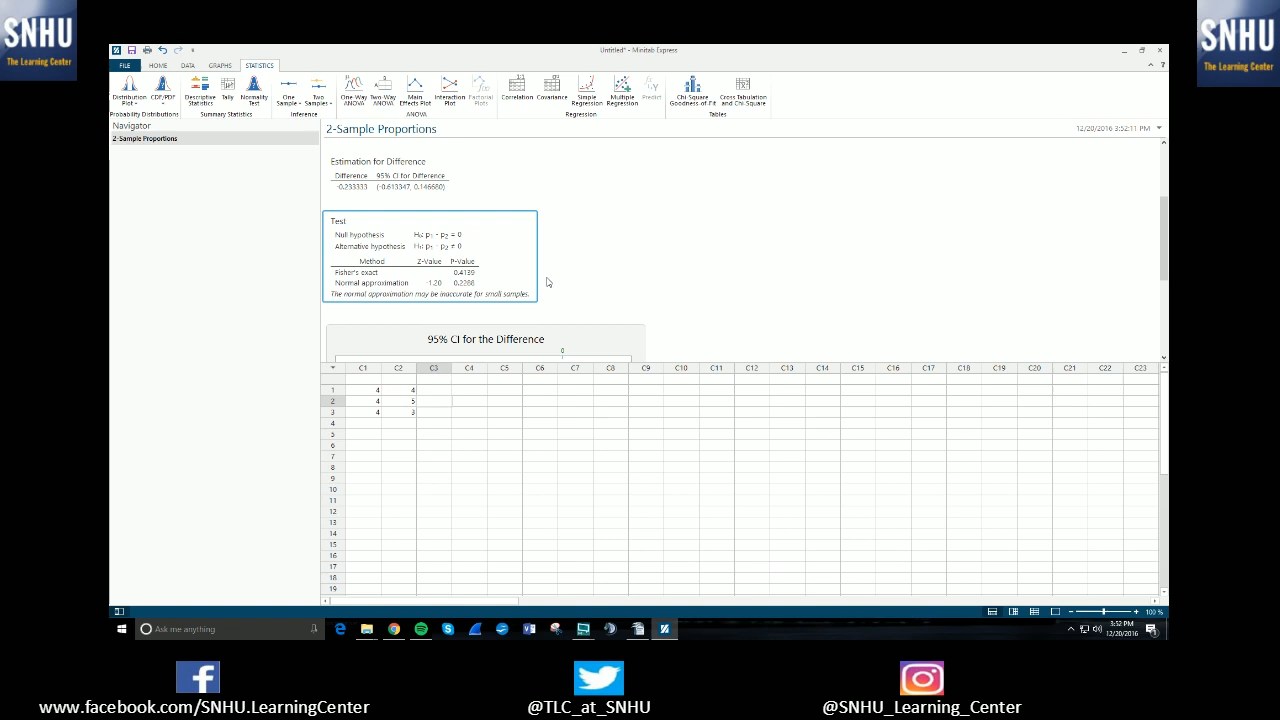 SNHU
The Learning Center
SNHU
The Learning Center
Untitled* - Minitab Express
FILE HOME DATA GRAPHS STATISTICS
Distribution Plot CDF/PDF Descriptive Statistics Tally Normality Test One Sample Two Samples One-Way ANOVA Two-Way ANOVA Main Effects Plot Interaction Plot Factorial Plots Correlation Covariance Simple Regression Multiple Regression Predict Chi-Square Goodness-of-Fit Cross Tabulation and Chi-Square
Probability Distributions Summary Statistics Inference ANOVA Regression Tables
Navigator
2-Sample Proportions
2-Sample Proportions
12/20/2016 3:52:11 PM
Estimation for Difference
Difference 95% CI for Difference
-0.233333 (-0.613347, 0.146680)
Test
Null hypothesis H₀: p₁ - p₂ = 0
Alternative hypothesis H₁: p₁ - p₂ ≠ 0
Method Z-Value P-Value
Fisher's exact 0.4139
Normal approximation -1.20 0.2288
The normal approximation may be inaccurate for small samples.
95% CI for the Difference
0
C1 C2 C3 C4 C5 C6 C7 C8 C9 C10 C11 C12 C13 C14 C15 C16 C17 C18 C19 C20 C21 C22 C23
1 4 4
2 4 5
3 4 3
4
5
6
7
8
9
10
11
12
13
14
15
16
17
18
19
100 %
Ask me anything
3:52 PM
12/20/2016
www.facebook.com/SNHU.LearningCenter
@TLC_at_SNHU
@SNHU_Learning_Center